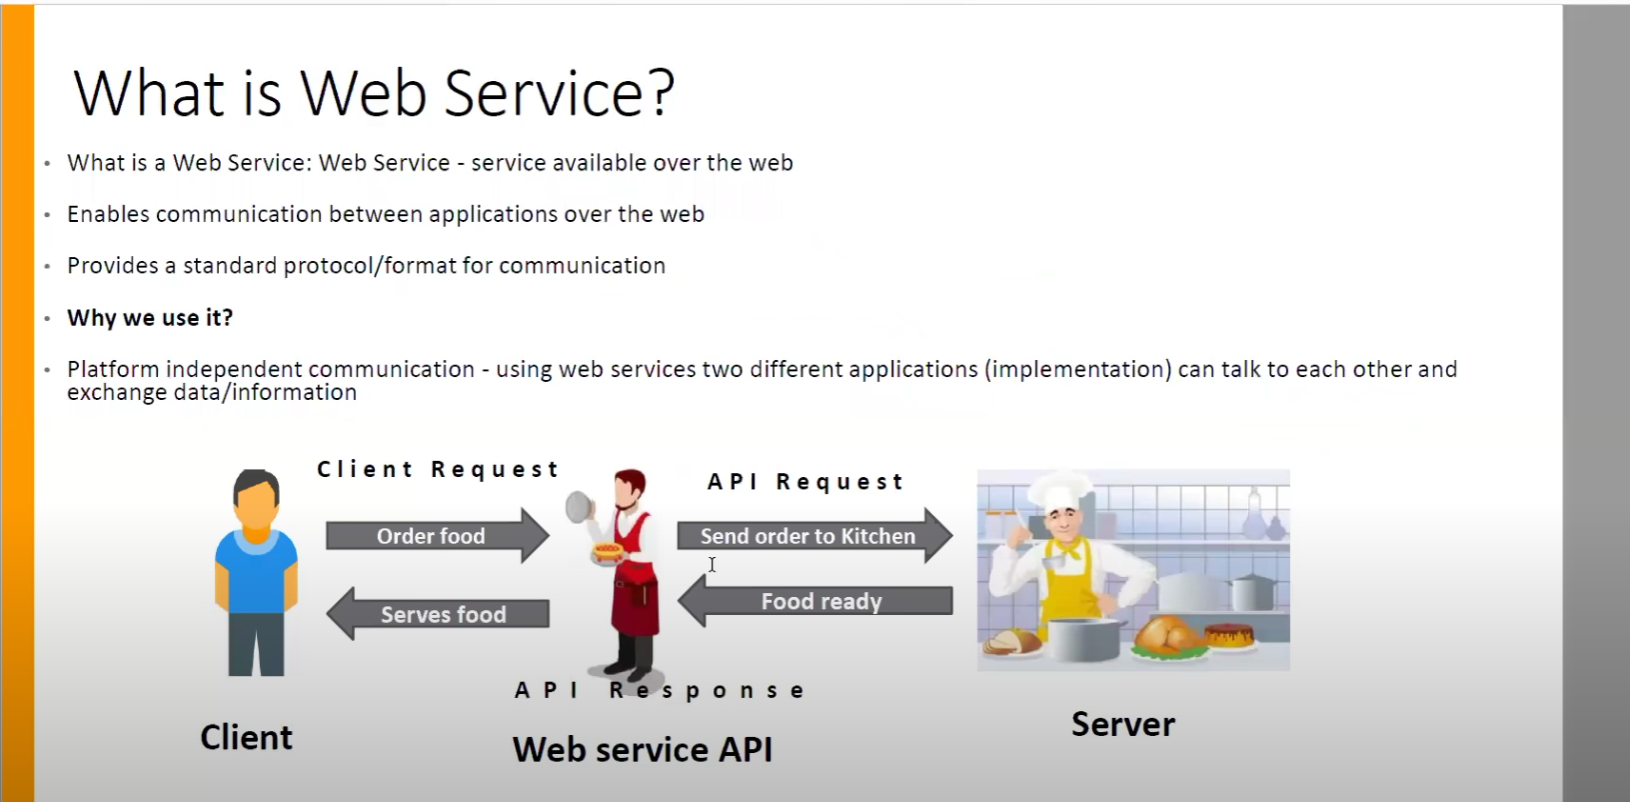 What is Web Service?
• What is a Web Service: Web Service - service available over the web
• Enables communication between applications over the web
• Provides a standard protocol/format for communication
• Why we use it?
• Platform independent communication - using web services two different applications (implementation) can talk to each other and
exchange data/information
Client Request
API Request
Order food
Send order to Kitchen
Serves food
Food ready
API Response
Client
Web service API
Server